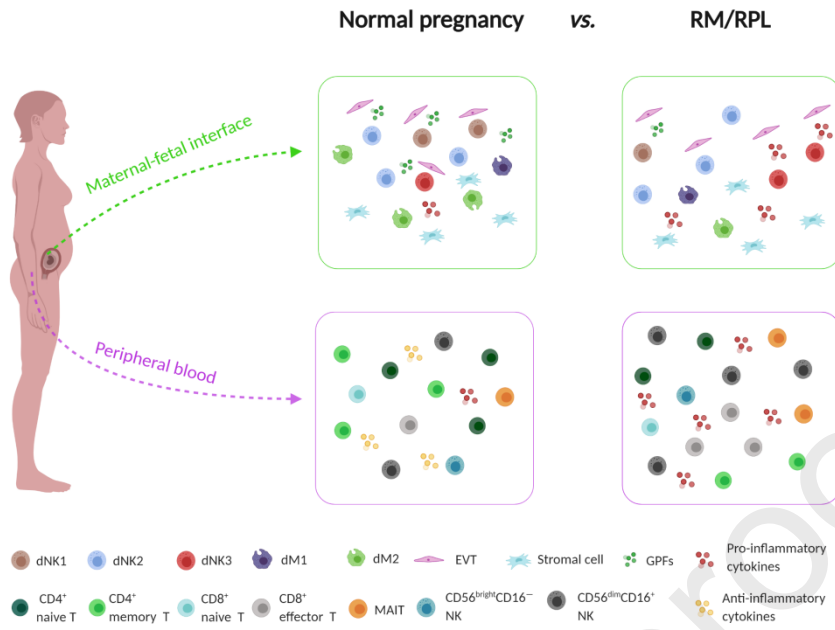 Normal pregnancy vs. RM/RPL
Maternal-fetal interface
Peripheral blood
dNK1 dNK2 dNK3 dM1 dM2 EVT Stromal cell GPFs Pro-inflammatory
cytokines
CD4⁺ CD4⁺ CD8⁺ CD8⁺ MAIT CD56ᵇʳⁱᵍʰᵗCD16⁻ CD56ᵈⁱᵐCD16⁺ Anti-inflammatory
naive T memory T naive T effector T NK NK cytokines